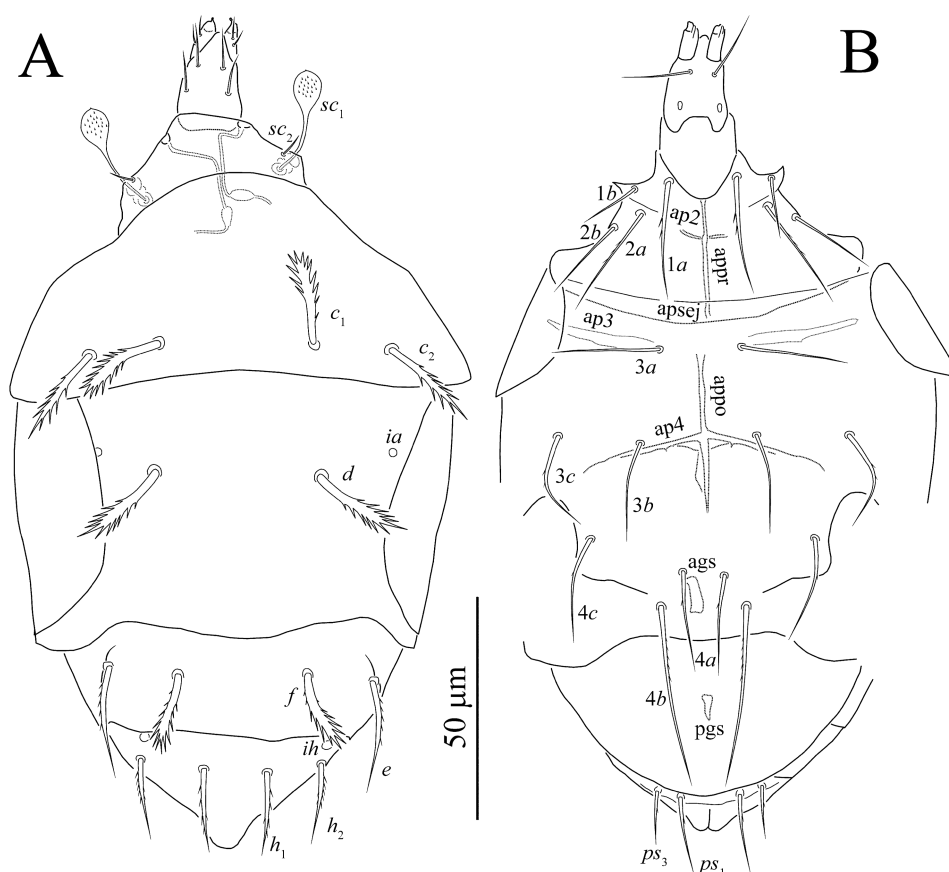 A
sc₁
sc₂
c₁
c₂
ia
d
f
ih
e
h₁
h₂
50 μm
B
1b
ap2
2b
2a
1a
appr
apsej
ap3
3a
appo
ap4
3c
3b
ags
4c
4a
4b
pgs
ps₃
ps₁